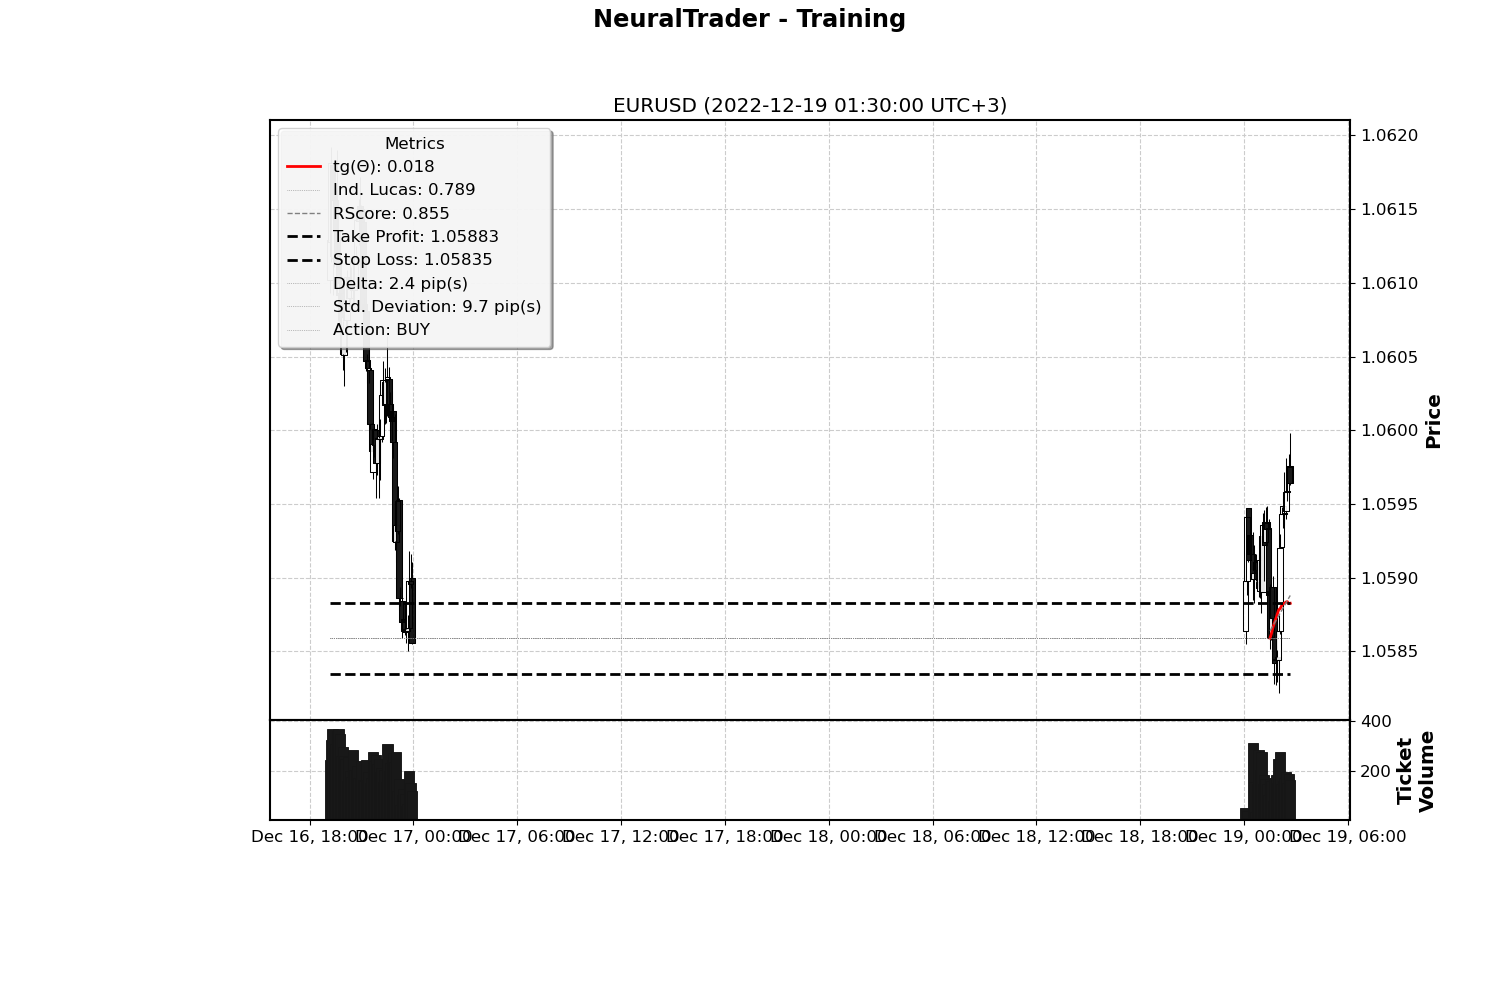 NeuralTrader - Training
EURUSD (2022-12-19 01:30:00 UTC+3)
Metrics
tg(Θ): 0.018
Ind. Lucas: 0.789
RScore: 0.855
Take Profit: 1.05883
Stop Loss: 1.05835
Delta: 2.4 pip(s)
Std. Deviation: 9.7 pip(s)
Action: BUY
1.0620
1.0615
1.0610
1.0605
1.0600
1.0595
1.0590
1.0585
Price
400
200
Ticket
Volume
Dec 16, 18:00 Dec 17, 00:00 Dec 17, 06:00 Dec 17, 12:00 Dec 17, 18:00 Dec 18, 00:00 Dec 18, 06:00 Dec 18, 12:00 Dec 18, 18:00 Dec 19, 00:00 Dec 19, 06:00